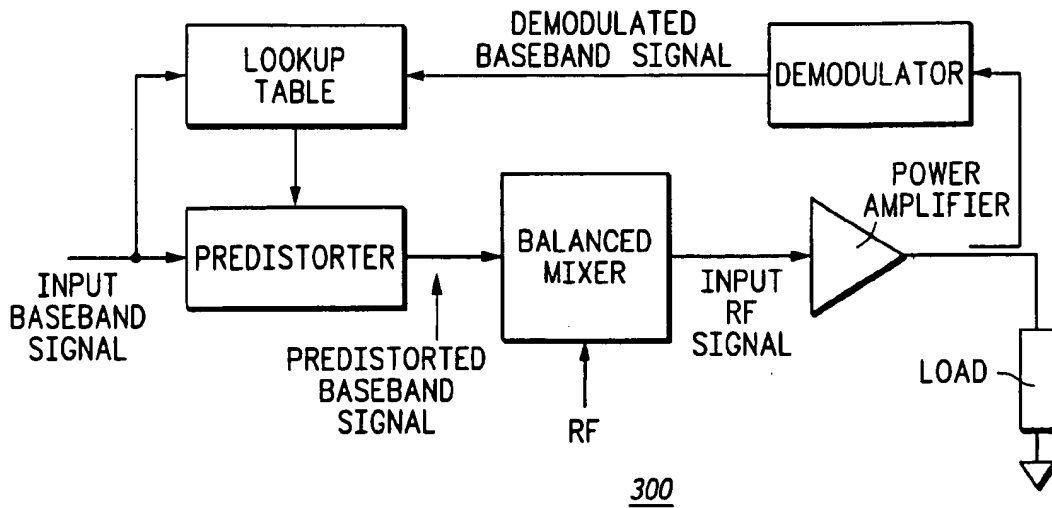 LOOKUP
TABLE
DEMODULATED
BASEBAND SIGNAL
DEMODULATOR
POWER
AMPLIFIER
PREDISTORTER
BALANCED
MIXER
INPUT
BASEBAND
SIGNAL
PREDISTORTED
BASEBAND
SIGNAL
RF
INPUT
RF
SIGNAL
LOAD
300